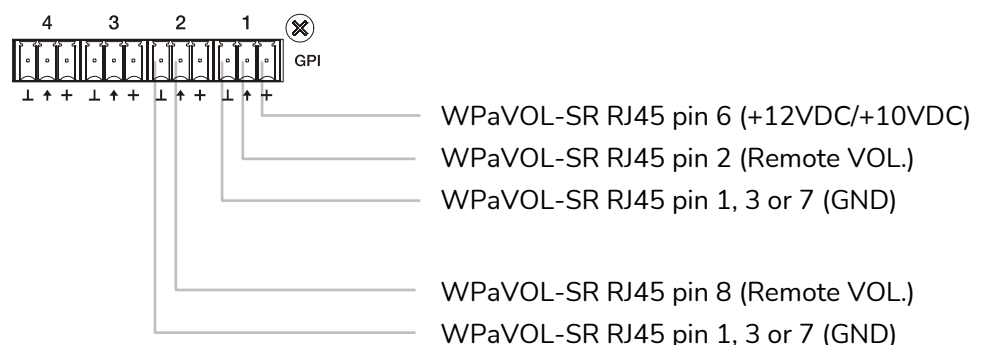 4 3 2 1
GPI
⊥ ↑ + ⊥ ↑ + ⊥ ↑ + ⊥ ↑ +
WPaVOL-SR RJ45 pin 6 (+12VDC/+10VDC)
WPaVOL-SR RJ45 pin 2 (Remote VOL.)
WPaVOL-SR RJ45 pin 1, 3 or 7 (GND)
WPaVOL-SR RJ45 pin 8 (Remote VOL.)
WPaVOL-SR RJ45 pin 1, 3 or 7 (GND)